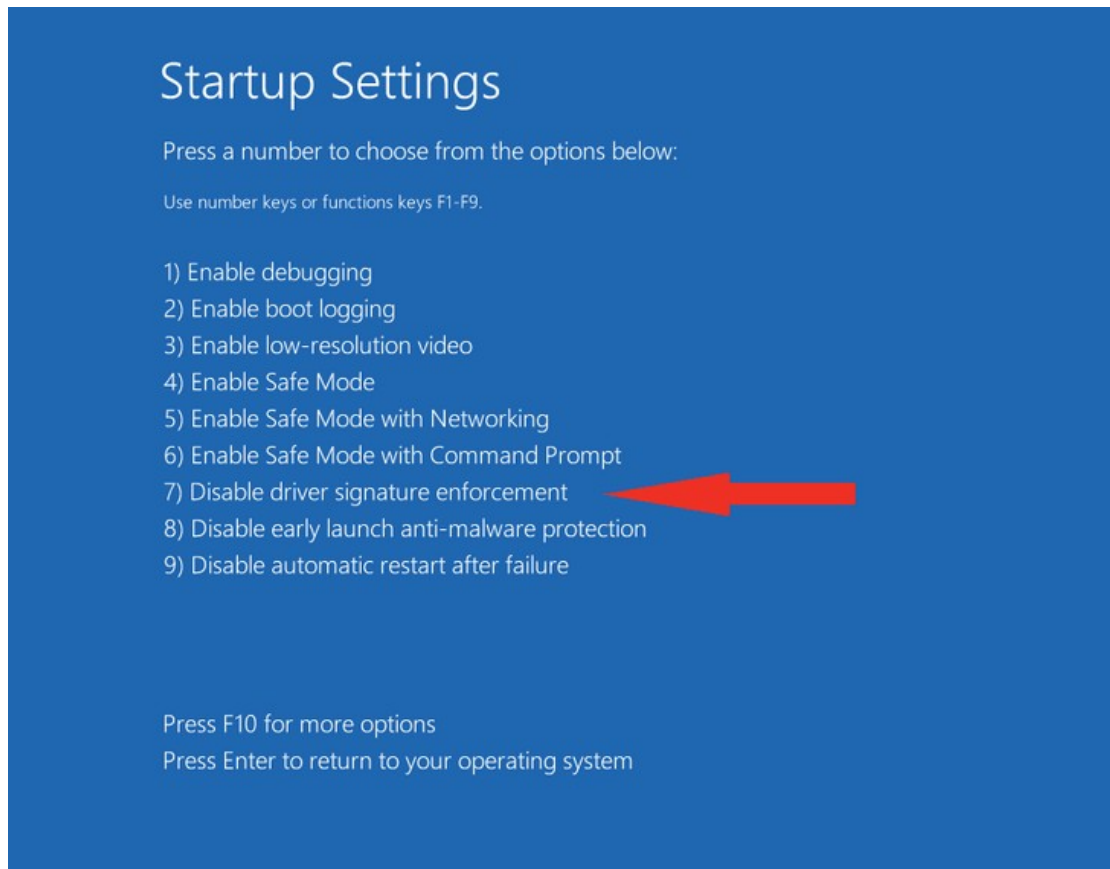 Startup Settings
Press a number to choose from the options below:
Use number keys or functions keys F1-F9.
1) Enable debugging
2) Enable boot logging
3) Enable low-resolution video
4) Enable Safe Mode
5) Enable Safe Mode with Networking
6) Enable Safe Mode with Command Prompt
7) Disable driver signature enforcement
8) Disable early launch anti-malware protection
9) Disable automatic restart after failure
Press F10 for more options
Press Enter to return to your operating system